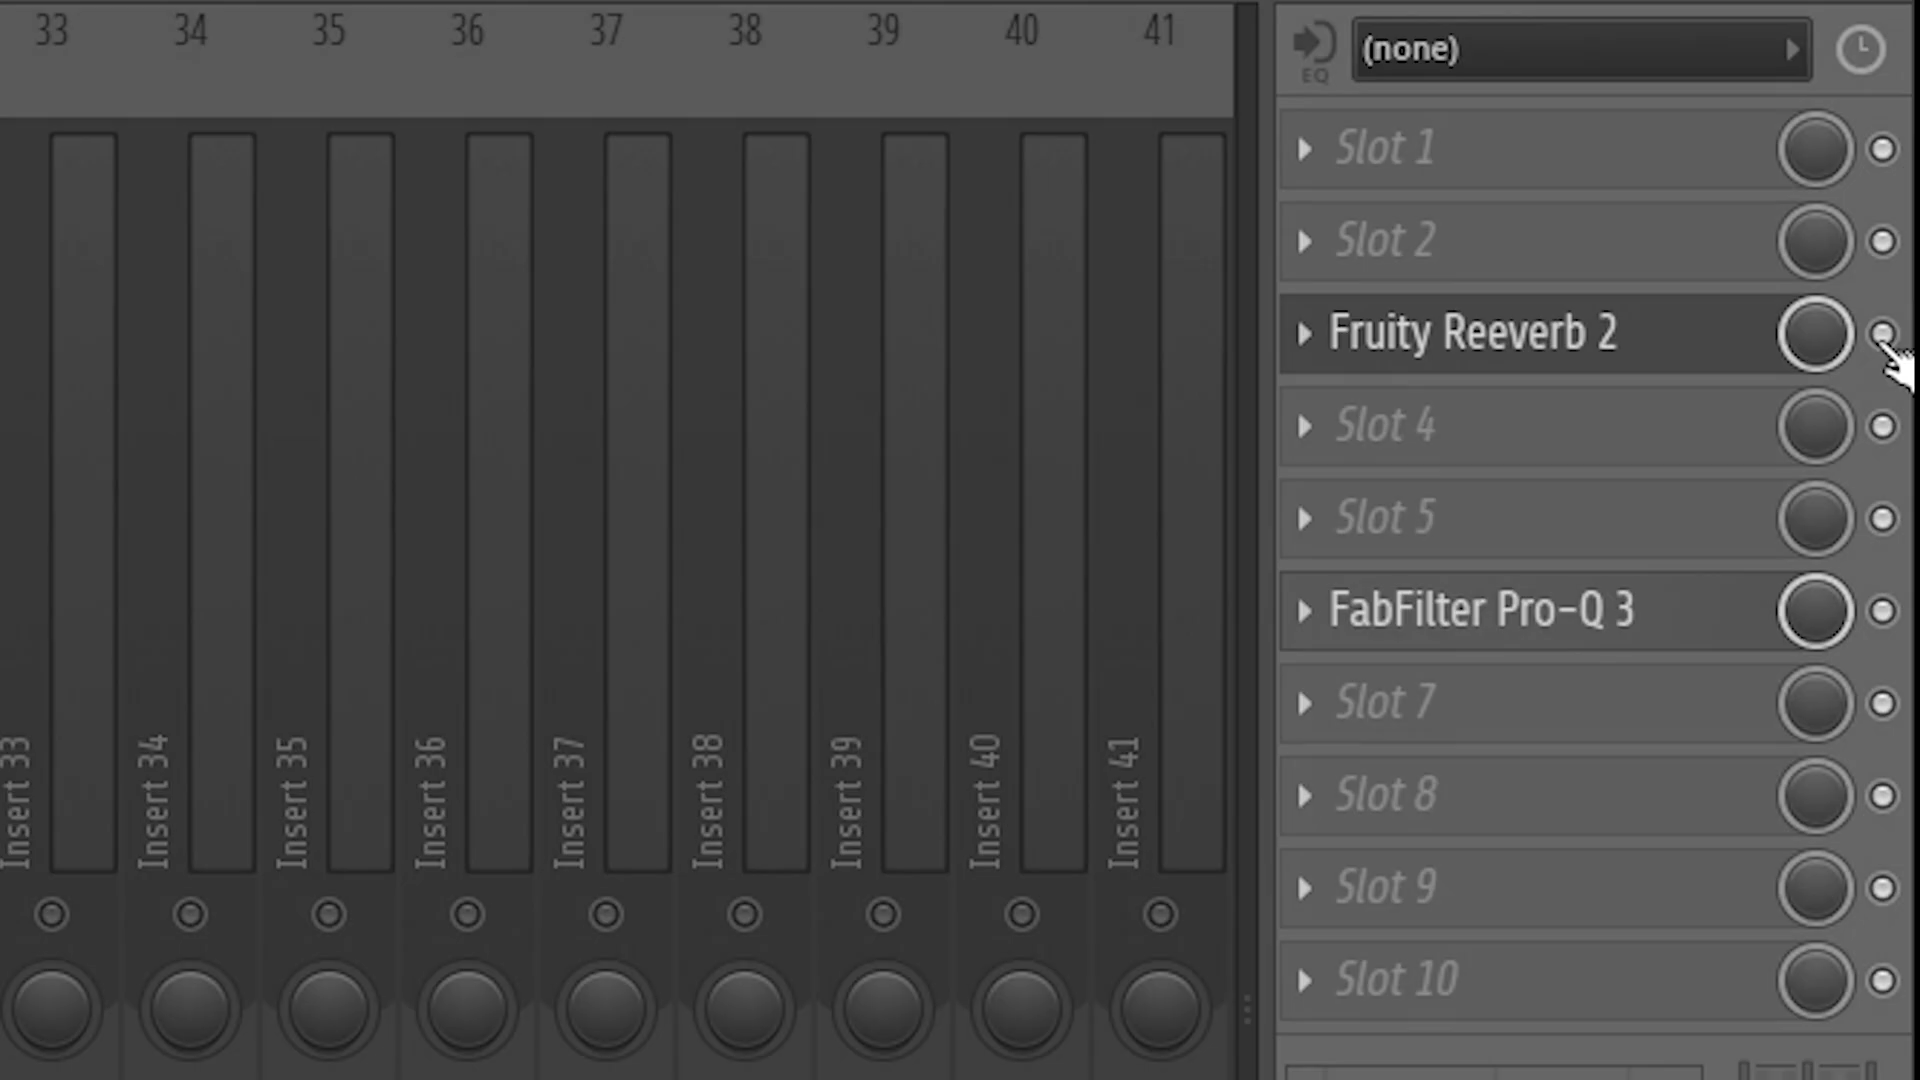 33 34 35 36 37 38 39 40 41
(none)
EQ
Slot 1
Slot 2
Fruity Reeverb 2
Slot 4
Slot 5
FabFilter Pro-Q 3
Slot 7
Slot 8
Slot 9
Slot 10
Insert 33
Insert 34
Insert 35
Insert 36
Insert 37
Insert 38
Insert 39
Insert 40
Insert 41